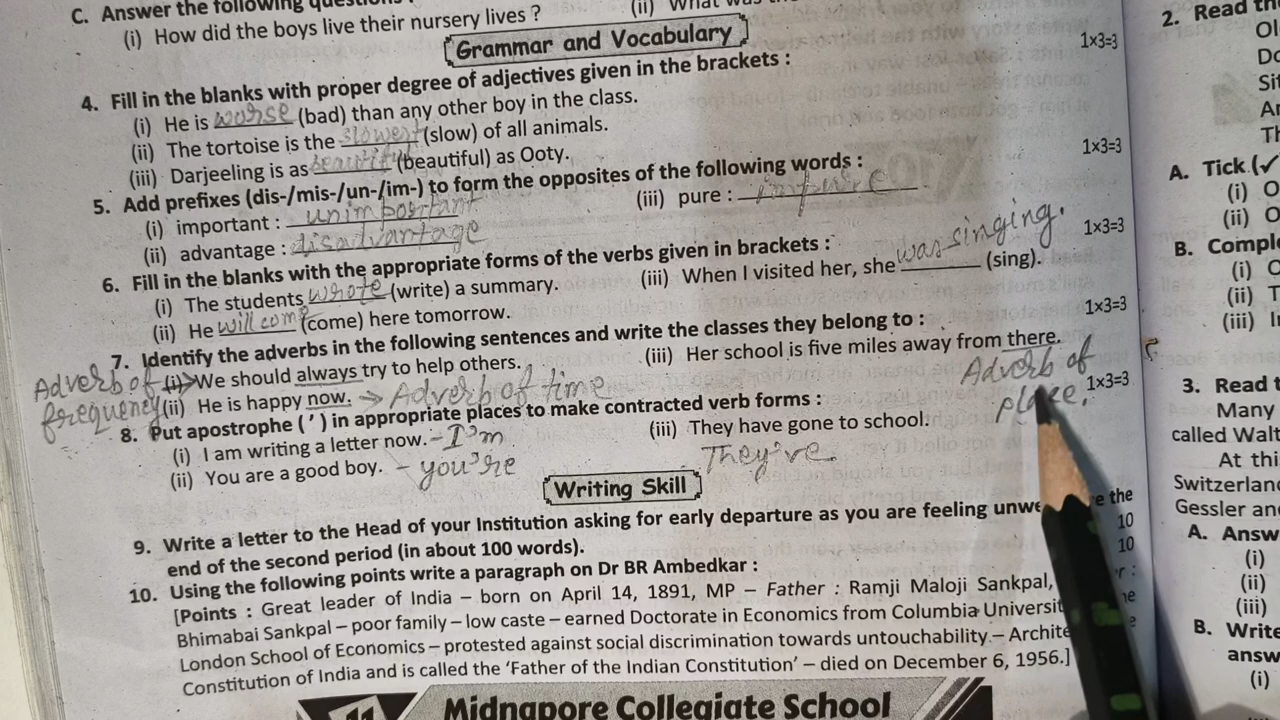 C. Answer the following questions :
(i) How did the boys live their nursery lives ? (ii) What was
Grammar and Vocabulary
4. Fill in the blanks with proper degree of adjectives given in the brackets : 1×3=3
(i) He is worse (bad) than any other boy in the class.
(ii) The tortoise is the slowest (slow) of all animals.
(iii) Darjeeling is as beautiful (beautiful) as Ooty.
5. Add prefixes (dis-/mis-/un-/im-) to form the opposites of the following words : 1×3=3
(i) important : unimportant (iii) pure : impure
(ii) advantage : disadvantage
6. Fill in the blanks with the appropriate forms of the verbs given in brackets : 1×3=3
(i) The students wrote (write) a summary. (iii) When I visited her, she was singing. (sing).
(ii) He will come (come) here tomorrow.
7. Identify the adverbs in the following sentences and write the classes they belong to : 1×3=3
Adverb of frequency (i) We should always try to help others. (iii) Her school is five miles away from there. Adverb of place.
(ii) He is happy now. → Adverb of time
8. Put apostrophe ( ' ) in appropriate places to make contracted verb forms : 1×3=3
(i) I am writing a letter now. – I'm (iii) They have gone to school. They've
(ii) You are a good boy. – you're
Writing Skill
9. Write a letter to the Head of your Institution asking for early departure as you are feeling the
end of the second period (in about 100 words). 10
10. Using the following points write a paragraph on Dr BR Ambedkar : 10
[Points : Great leader of India – born on April 14, 1891, MP – Father : Ramji Maloji Sankpal,
Bhimabai Sankpal – poor family – low caste – earned Doctorate in Economics from Columbia
London School of Economics – protested against social discrimination towards untouchability –
Constitution of India and is called the 'Father of the Indian Constitution' – died on December 6, 1956.]
11 Midnapore Collegiate School
2. Read
A. Tick (✓
(i)
(ii)
B.
(i)
(ii)
(iii)
3. Read
Many
called
At
Gessler
A.
(i)
(ii)
(iii)
B. Write
(i)